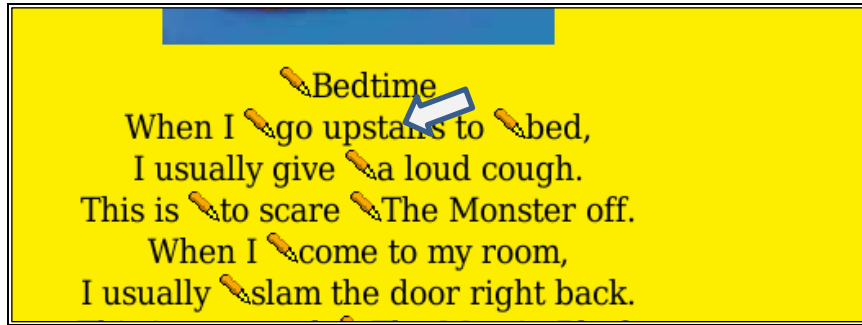 Bedtime
When I go upstairs to bed,
I usually give a loud cough.
This is to scare The Monster off.
When I come to my room,
I usually slam the door right back.